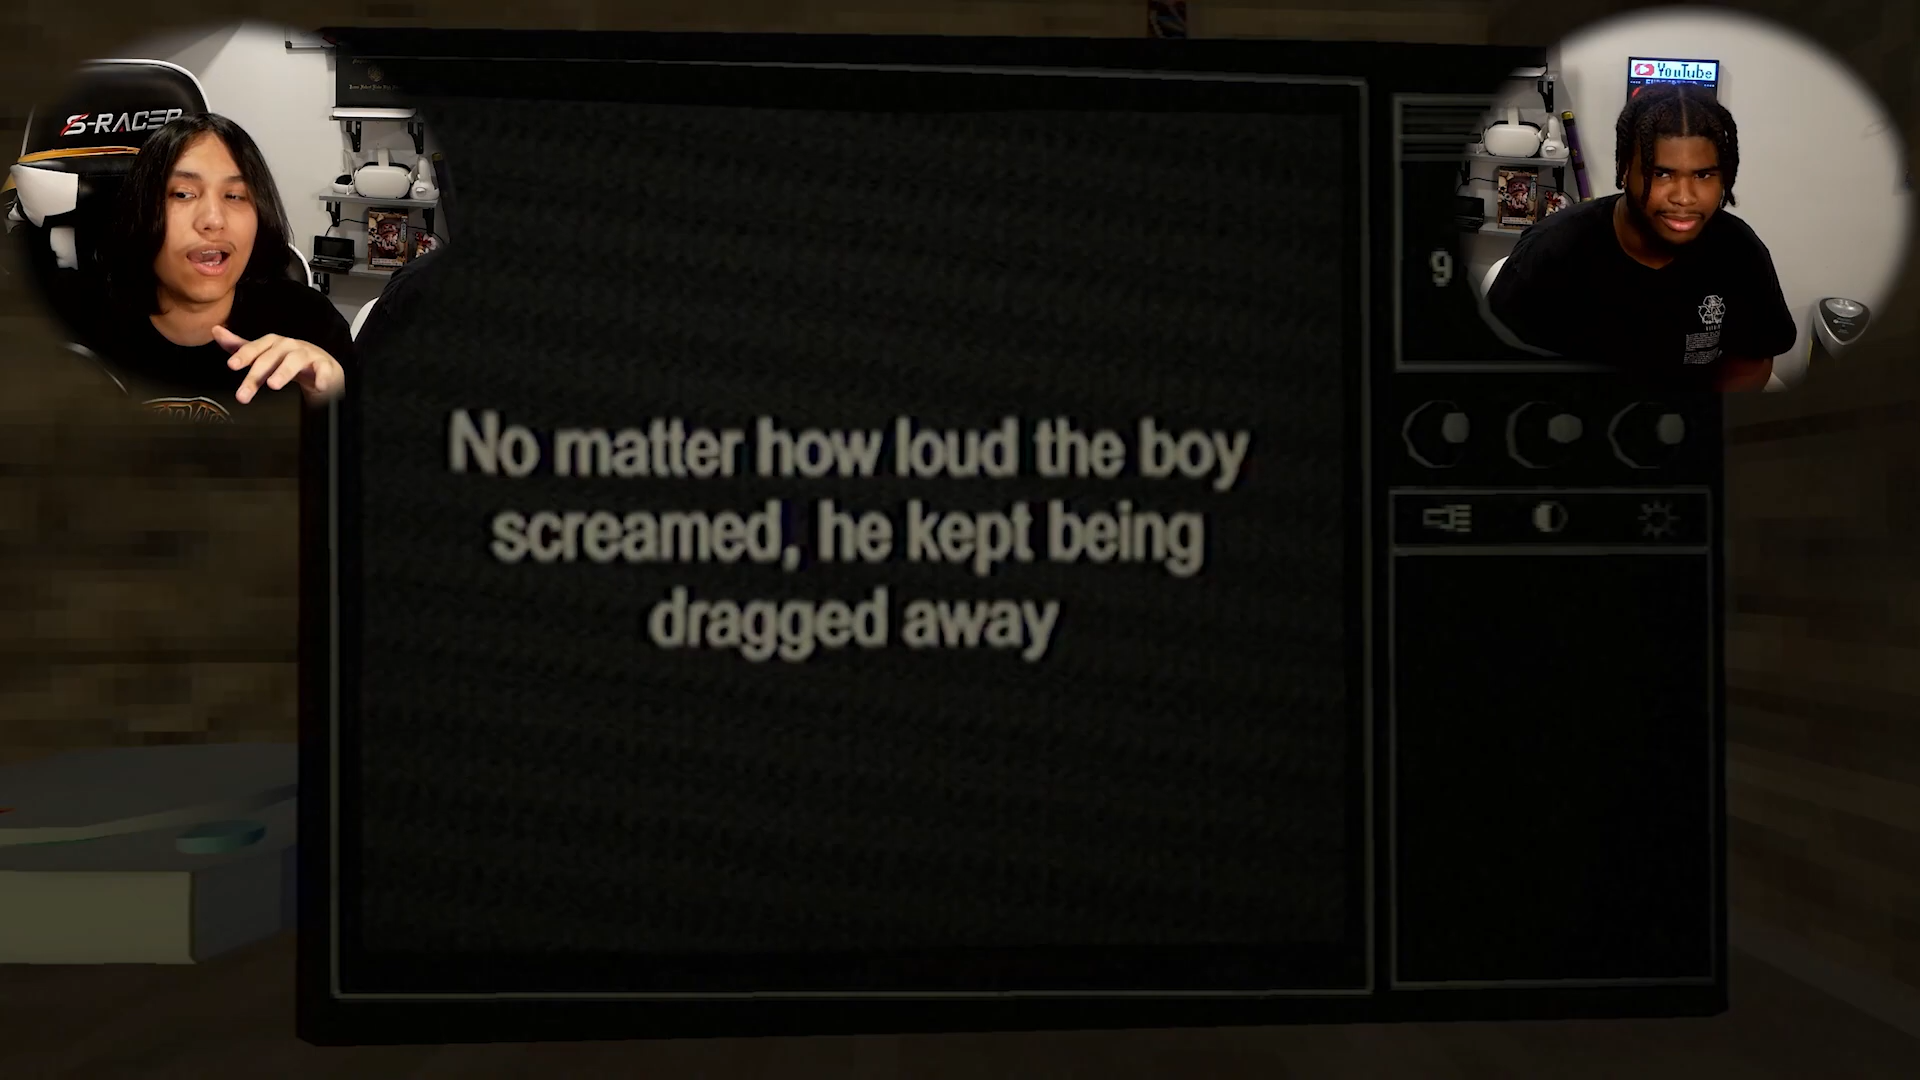 S-RACER
YouTube
9
No matter how loud the boy
screamed, he kept being
dragged away